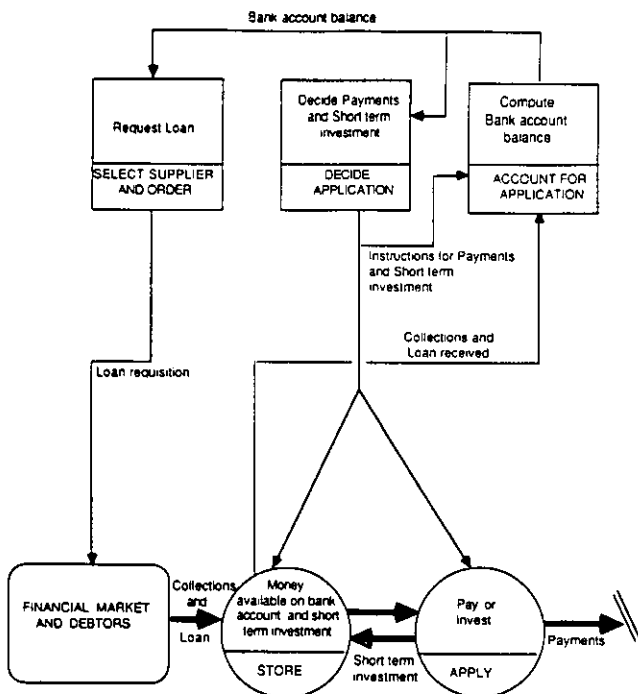 Bank account balance
Request Loan
SELECT SUPPLIER
AND ORDER
Decide Payments
and Short term
investment
DECIDE
APPLICATION
Compute
Bank account
balance
ACCOUNT FOR
APPLICATION
Instructions for Payments
and Short term
investment
Collections and
Loan received
Loan requisition
FINANCIAL MARKET
AND DEBTORS
Collections
and
Loan
Money
available on bank
account and short
term investment
STORE
Short term
investment
Pay or
Invest
APPLY
Payments